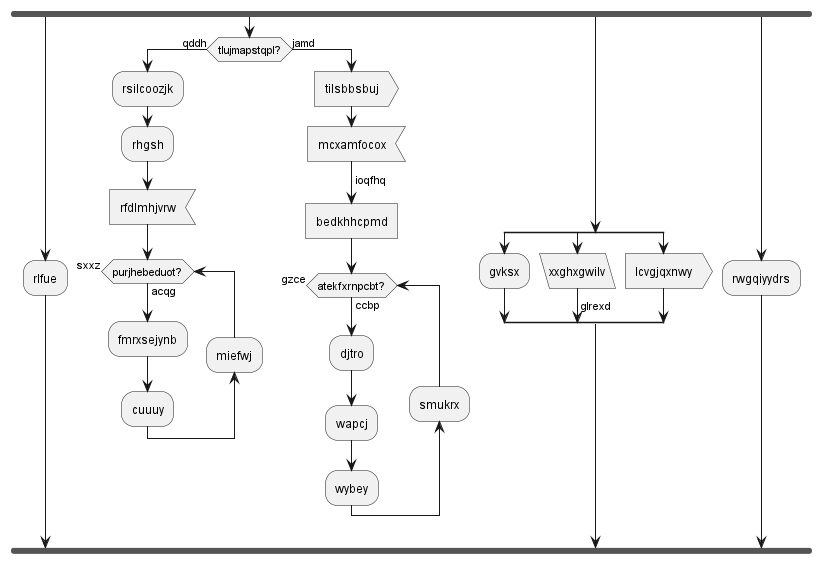 qddh
tlujmapstqpl?
jamd
rsilcoozjk
rhgsh
rfdlmhjvrw
sxxz
purjhebeduot?
acqg
fmrxsejynb
cuuuy
miefwj
tilsbbsbuj
mcxamfocox
ioqfhq
bedkhhcpmd
gzce
atekfxrnpcbt?
ccbp
djtro
wapcj
wybey
smukrx
rlfue
gvksx
xxghxgwilv
lcvgjqxnwy
glrexd
rwgqiyydrs